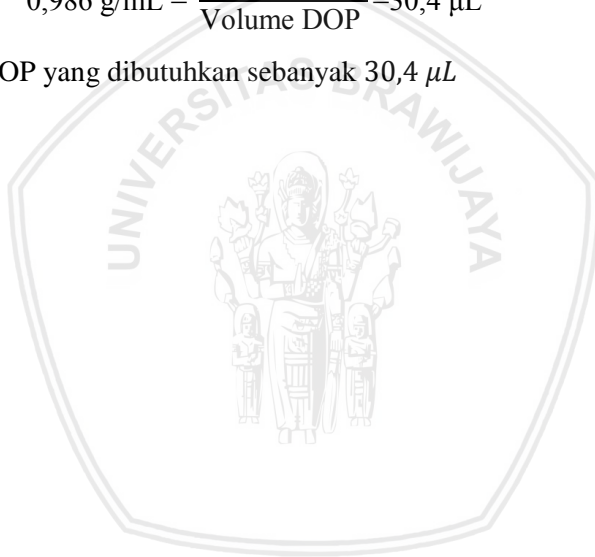 0,986 g/mL = Volume DOP =30,4 µL
OP yang dibutuhkan sebanyak 30,4 µL
UNIVERSITAS BRAWIJAYA